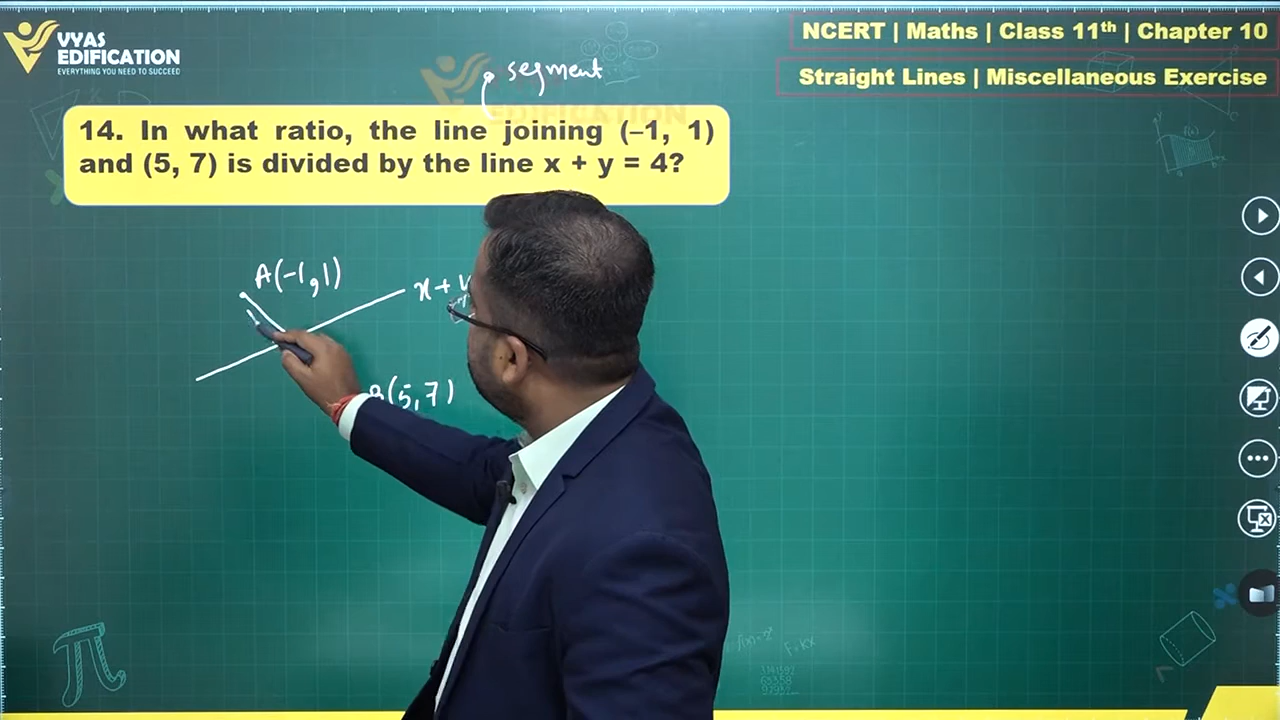 VYAS
EDIFICATION
EVERYTHING YOU NEED TO SUCCEED
NCERT | Maths | Class 11th | Chapter 10
Straight Lines | Miscellaneous Exercise
segment
EDIFICATION
14. In what ratio, the line joining (–1, 1)
and (5, 7) is divided by the line x + y = 4?
A(-1,1)
x+y
B(5,7)
π